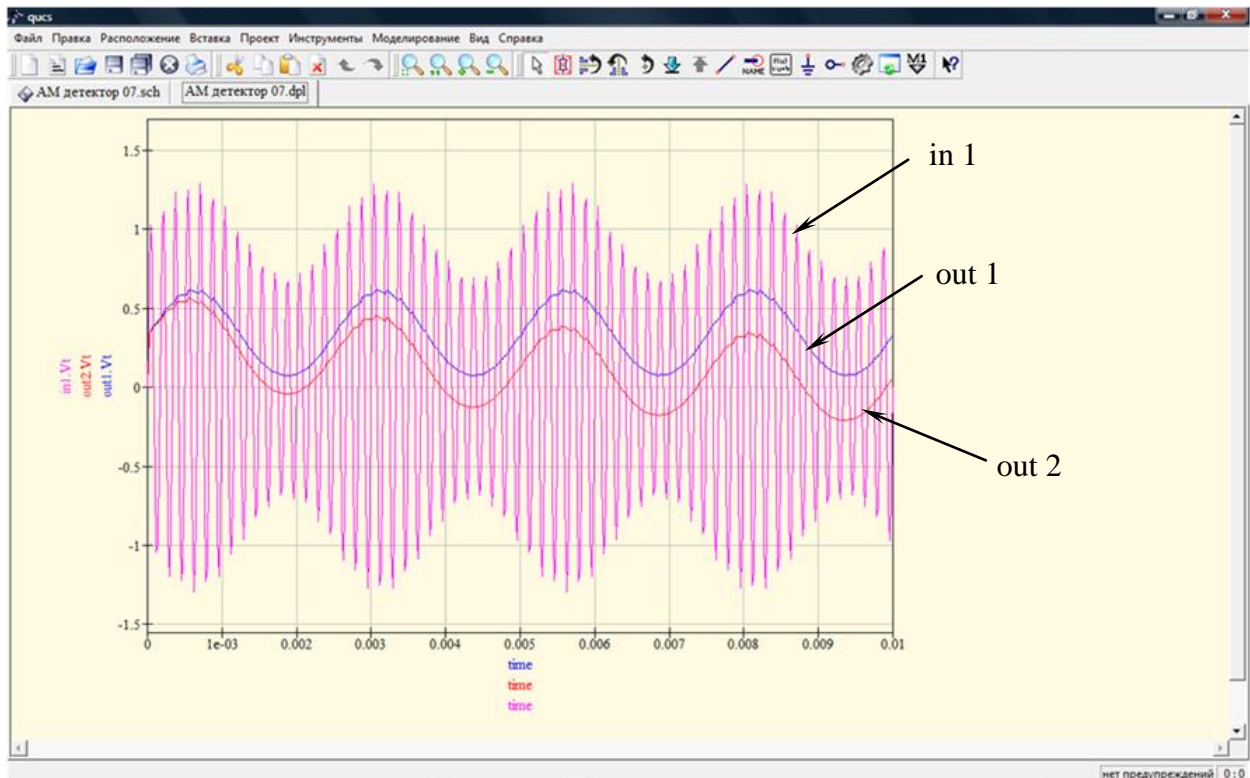 qucs
Файл Правка Расположение Вставка Проект Инструменты Моделирование Вид Справка
NAME
АМ детектор 07.sch АМ детектор 07.dpl
in 1
out 1
out 2
1.5
1
0.5
0
-0.5
-1
-1.5
in1.Vt
out2.Vt
out1.Vt
0 1e-03 0.002 0.003 0.004 0.005 0.006 0.007 0.008 0.009 0.01
time
time
time
нет предупреждений 0 : 0